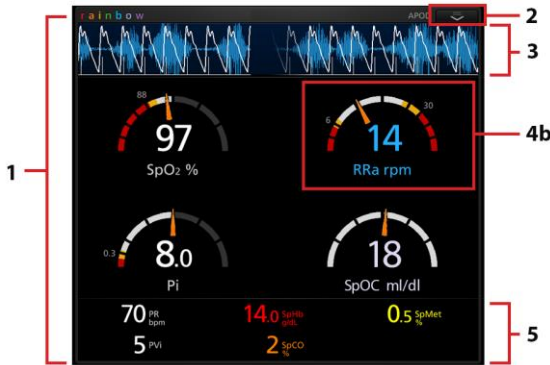 rainbow APOD 2
3
88 6 30
97 14 4b
SpO₂ % RRa rpm
1
0.3
8.0 18
Pi SpOC ml/dl
70 PR bpm 14.0 SpHb g/dL 0.5 SpMet %
5
5 PVi 2 SpCO %